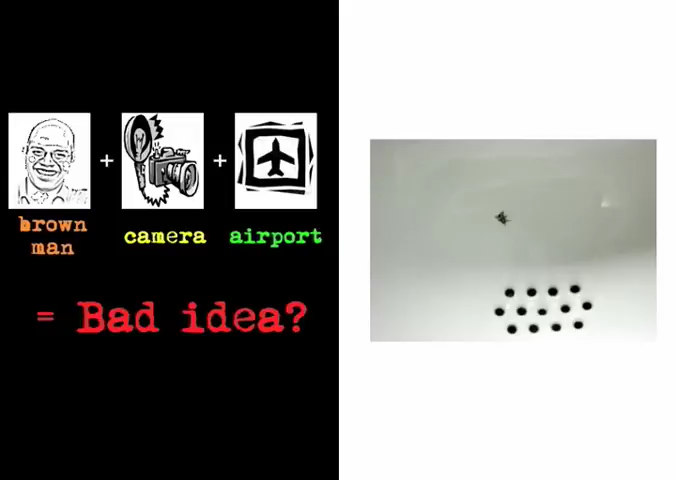 + +
brown
man
camera
airport
= Bad idea?